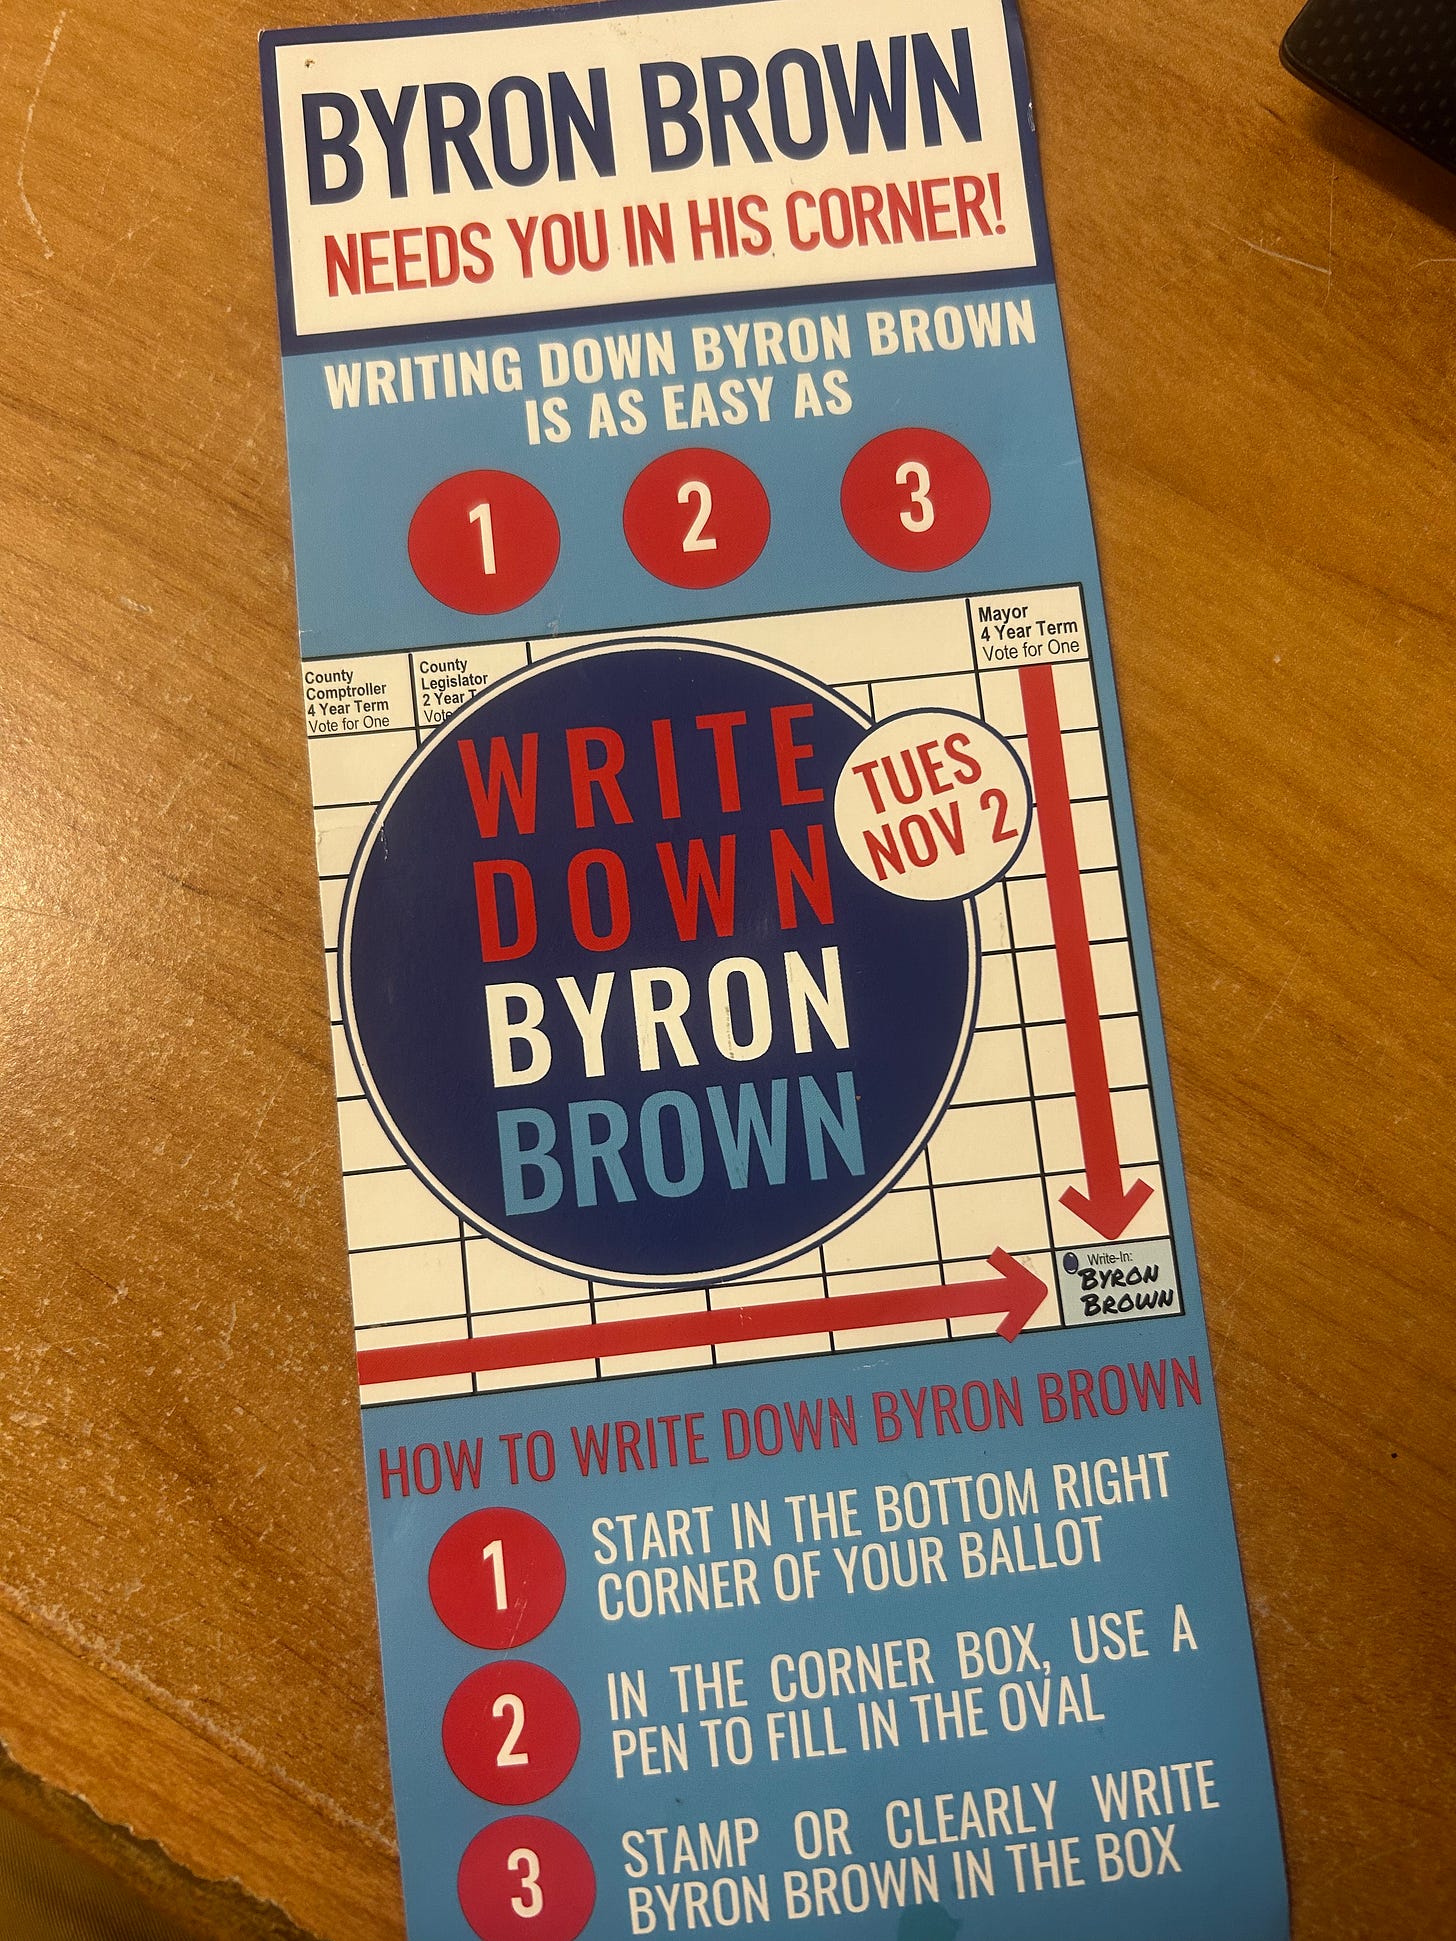 BYRON BROWN
NEEDS YOU IN HIS CORNER!
WRITING DOWN BYRON BROWN
IS AS EASY AS
1 2 3
County
Comptroller
4 Year Term
Vote for One
County
Legislator
2 Year T
Vote
Mayor
4 Year Term
Vote for One
WRITE
DOWN
BYRON
BROWN
TUES
NOV 2
Write-In:
BYRON
BROWN
HOW TO WRITE DOWN BYRON BROWN
1 START IN THE BOTTOM RIGHT
CORNER OF YOUR BALLOT
2 IN THE CORNER BOX, USE A
PEN TO FILL IN THE OVAL
3 STAMP OR CLEARLY WRITE
BYRON BROWN IN THE BOX